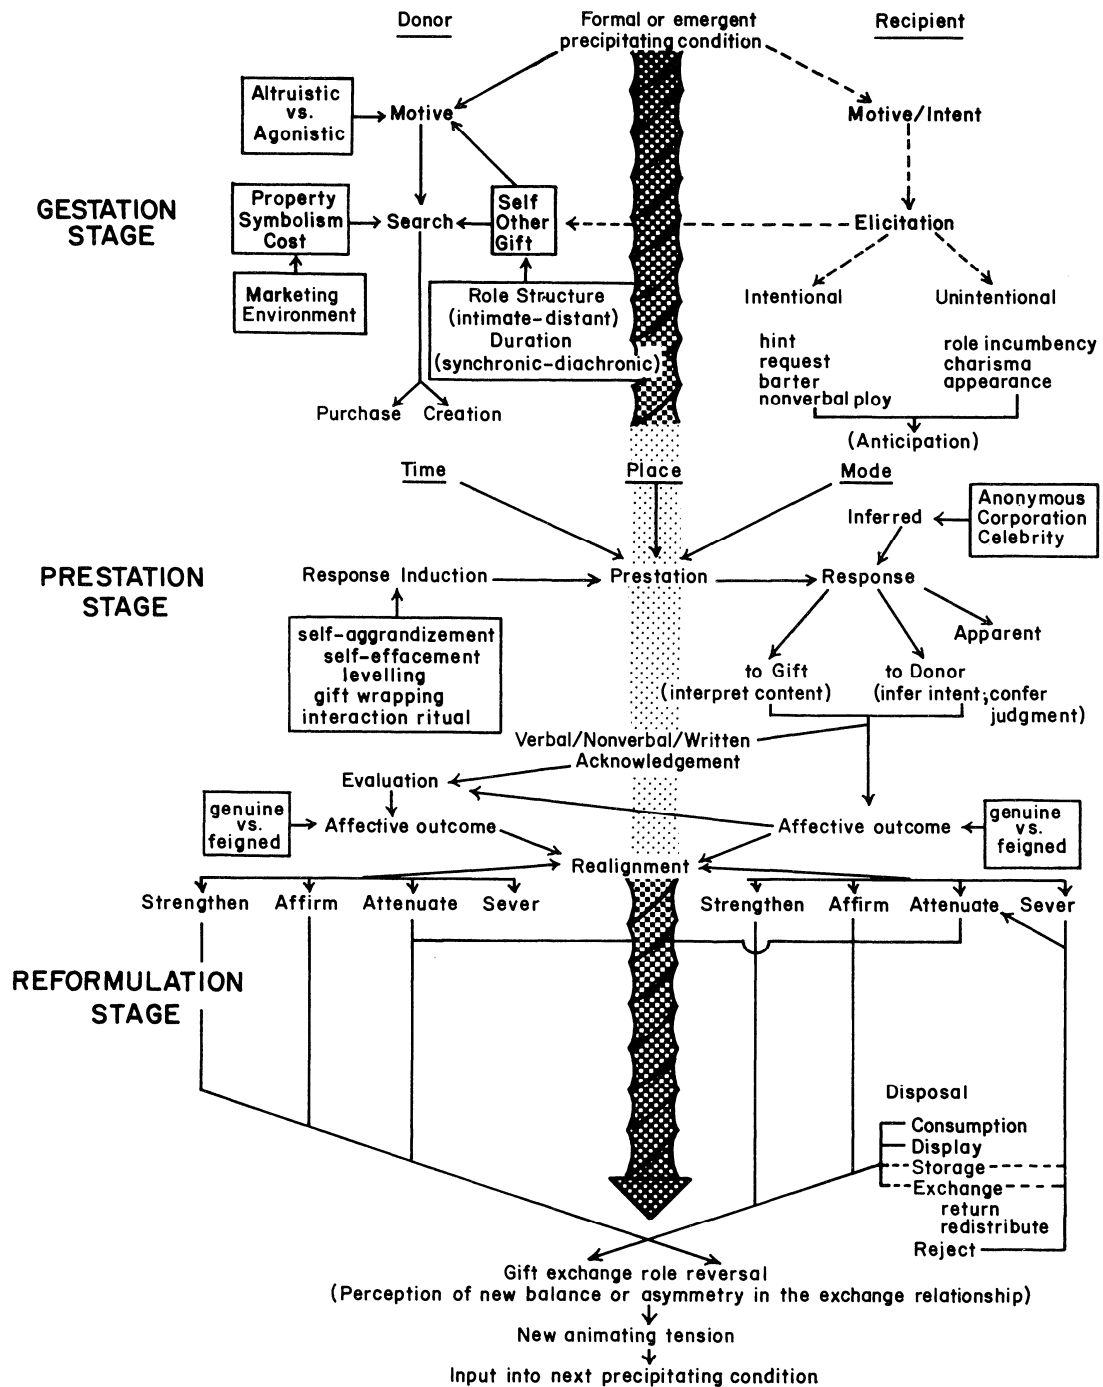 Donor
Formal or emergent
precipitating condition
Recipient
Altruistic
vs.
Agonistic
Motive
Motive/Intent
GESTATION
STAGE
Property
Symbolism
Cost
Search
Self
Other
Gift
Elicitation
Marketing
Environment
Role Structure
(intimate-distant)
Duration
(synchronic-diachronic)
Intentional
Unintentional
hint
request
barter
nonverbal ploy
role incumbency
charisma
appearance
Purchase
Creation
(Anticipation)
Time
Place
Mode
Inferred
Anonymous
Corporation
Celebrity
PRESTATION
STAGE
Response Induction
Prestation
Response
self-aggrandizement
self-effacement
levelling
gift wrapping
interaction ritual
Apparent
to Gift
(interpret content)
to Donor
(infer intent;confer
judgment)
Verbal/Nonverbal/Written
Acknowledgement
Evaluation
genuine
vs.
feigned
Affective outcome
Affective outcome
genuine
vs.
feigned
Realignment
Strengthen
Affirm
Attenuate
Sever
Strengthen
Affirm
Attenuate
Sever
REFORMULATION
STAGE
Disposal
Consumption
Display
Storage
Exchange
return
redistribute
Reject
Gift exchange role reversal
(Perception of new balance or asymmetry in the exchange relationship)
New animating tension
Input into next precipitating condition